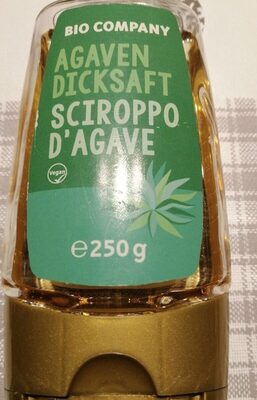 BIO COMPANY
AGAVEN
DICKSAFT
SCIROPPO
D'AGAVE
Vegan
℮250g